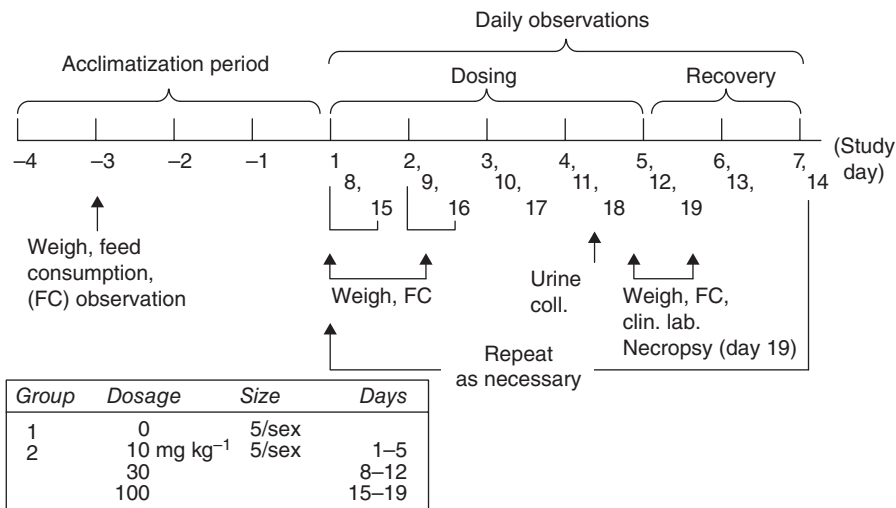 Daily observations
Acclimatization period
Dosing
Recovery
–4 –3 –2 –1 1 2, 3, 4, 5, 6, 7, (Study
8, 9, 10, 11, 12, 13, 14 day)
15 16 17 18 19
Weigh, feed
consumption,
(FC) observation
Weigh, FC
Urine
coll.
Weigh, FC,
clin. lab.
Necropsy (day 19)
Repeat
as necessary
Group Dosage Size Days
1 0 5/sex
2 10 mg kg–1 5/sex 1–5
30 8–12
100 15–19